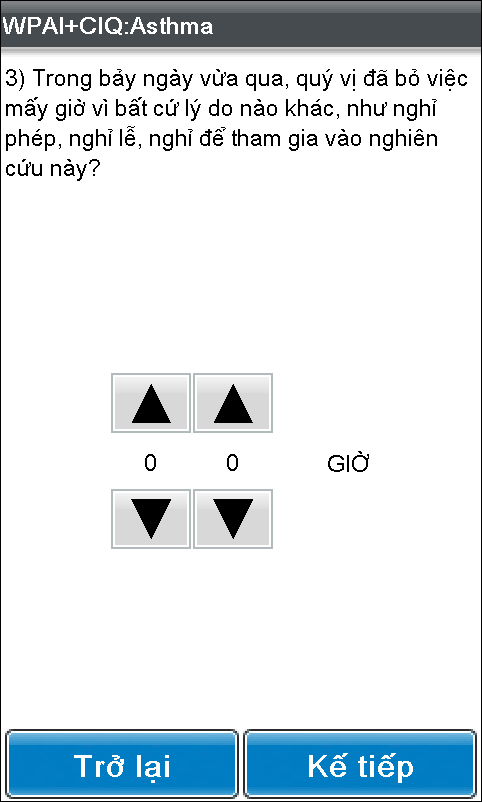 WPAI+CIQ:Asthma
3) Trong bảy ngày vừa qua, quý vị đã bỏ việc
mấy giờ vì bất cứ lý do nào khác, như nghỉ
phép, nghỉ lễ, nghỉ để tham gia vào nghiên
cứu này?
0 0 GIỜ
Trở lại Kế tiếp